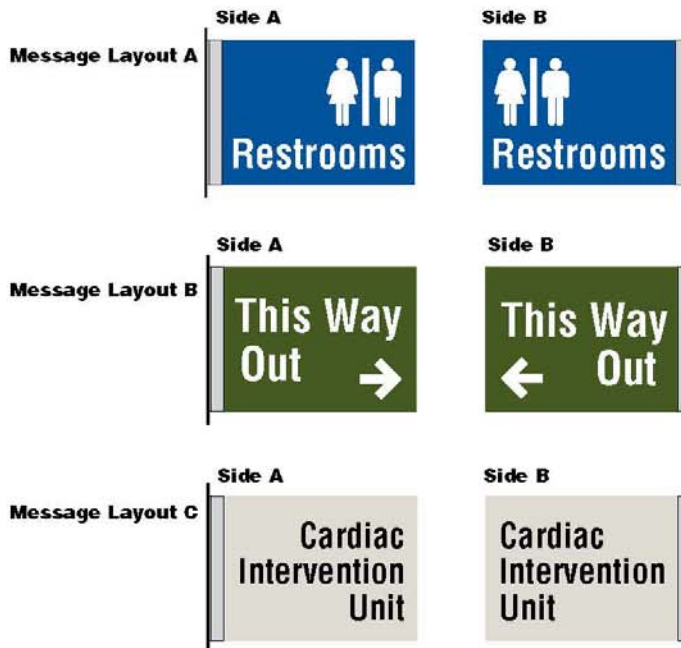 Side A
Side B
Message Layout A
Restrooms
Restrooms
Side A
Side B
Message Layout B
This Way
Out
This Way
Out
Side A
Side B
Message Layout C
Cardiac
Intervention
Unit
Cardiac
Intervention
Unit